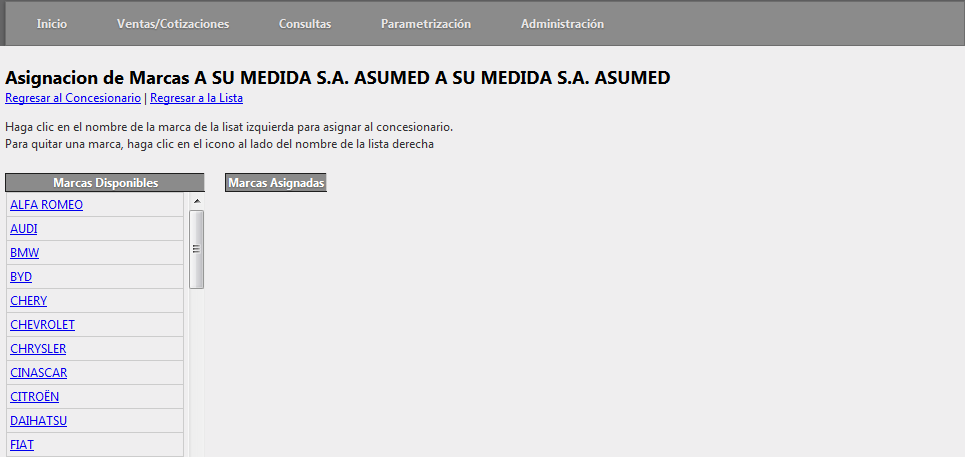 Inicio Ventas/Cotizaciones Consultas Parametrización Administración
Asignacion de Marcas A SU MEDIDA S.A. ASUMED A SU MEDIDA S.A. ASUMED
Regresar al Concesionario | Regresar a la Lista
Haga clic en el nombre de la marca de la lisat izquierda para asignar al concesionario.
Para quitar una marca, haga clic en el icono al lado del nombre de la lista derecha
Marcas Disponibles Marcas Asignadas
ALFA ROMEO
AUDI
BMW
BYD
CHERY
CHEVROLET
CHRYSLER
CINASCAR
CITROËN
DAIHATSU
FIAT